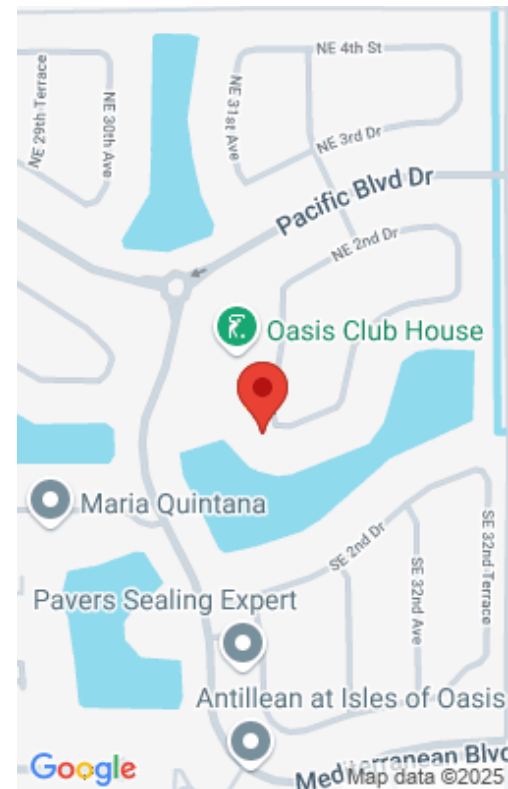 NE 4th St
NE 29th Terrace
NE 30th Ave
NE 31st Ave
NE 3rd Dr
Pacific Blvd Dr
NE 2nd Dr
Oasis Club House
Maria Quintana
SE 2nd Dr
SE 32nd Ave
SE 32nd Terrace
Pavers Sealing Expert
Antillean at Isles of Oasis
Mediterranean Blvd
Google
Map data ©2025